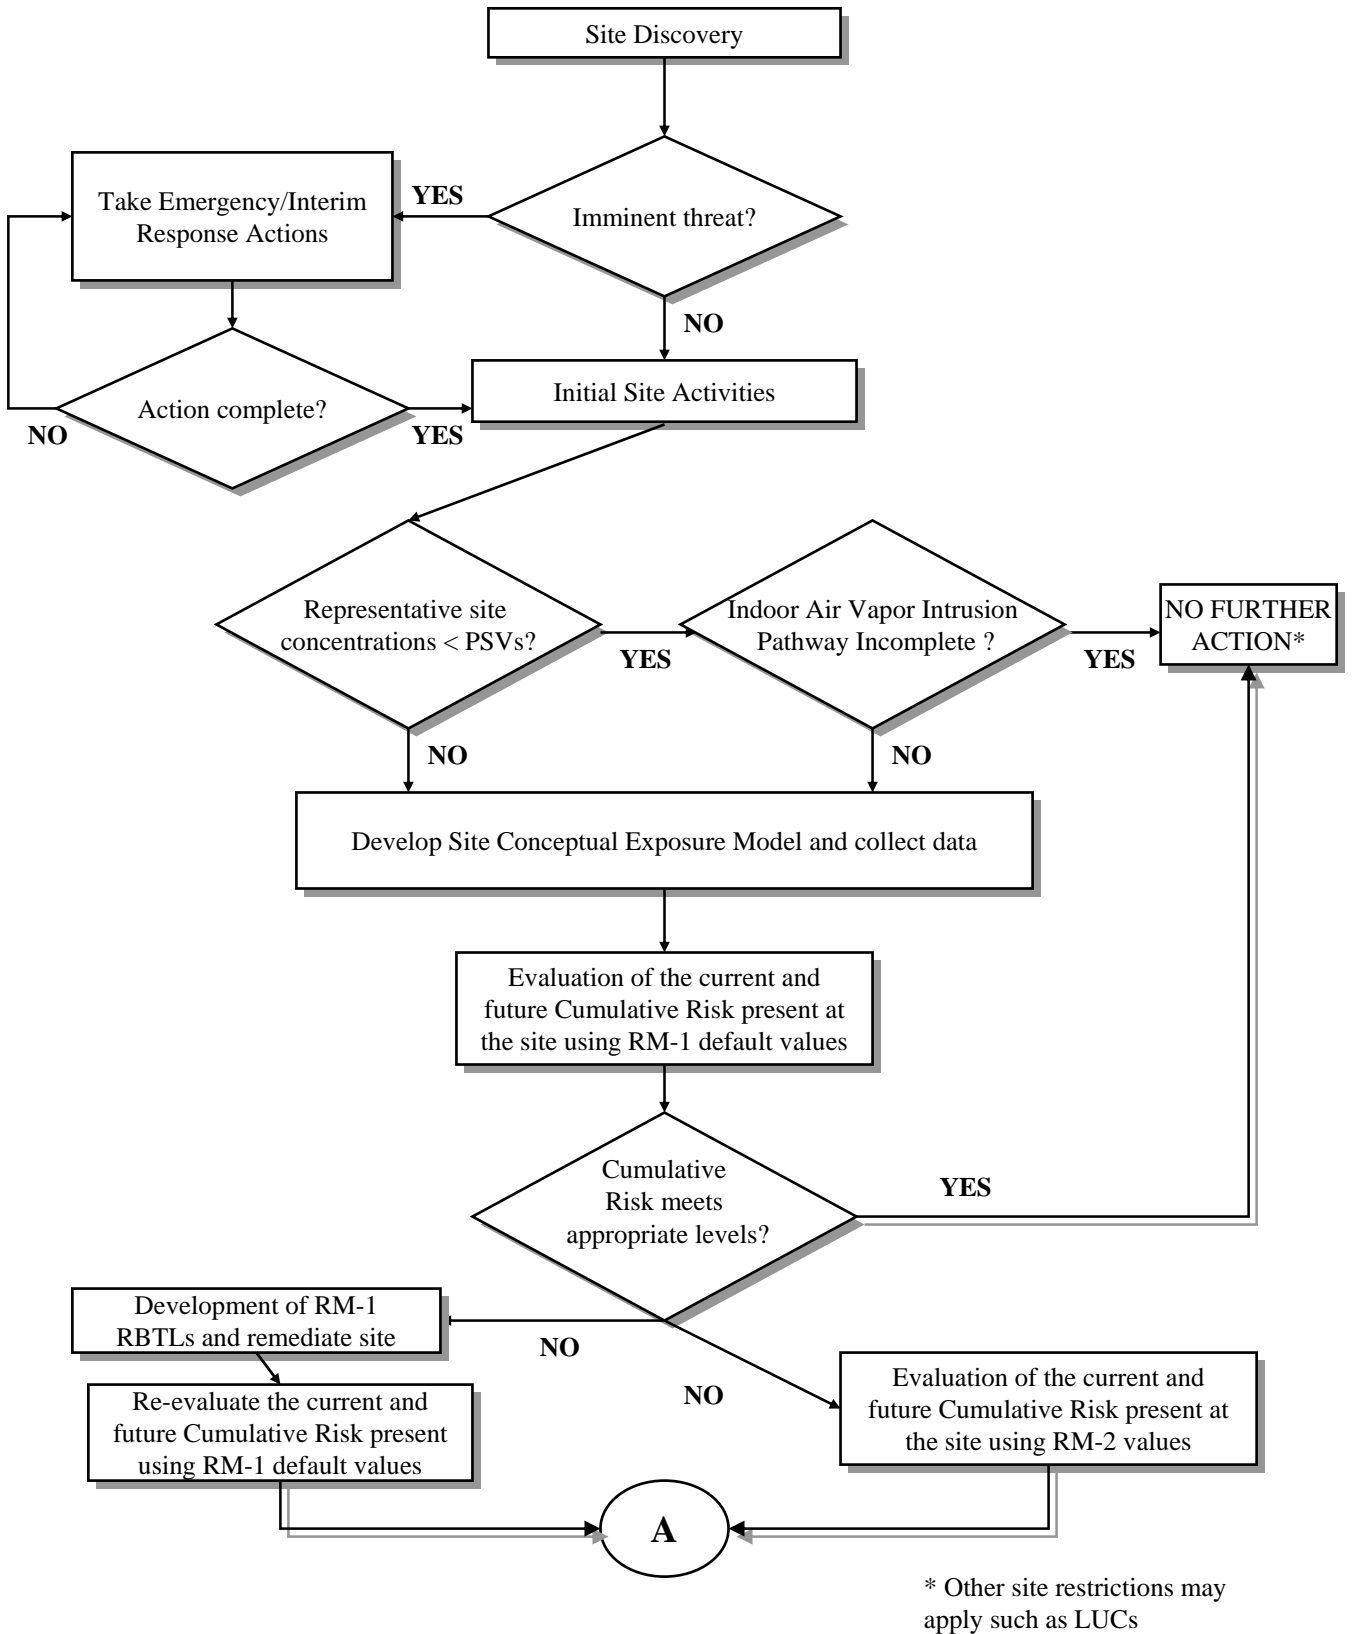 Site Discovery
Imminent threat?
YES
Take Emergency/Interim
Response Actions
NO
Action complete?
NO
YES
Initial Site Activities
Representative site
concentrations < PSVs?
YES
Indoor Air Vapor Intrusion
Pathway Incomplete ?
YES
NO FURTHER
ACTION*
NO
NO
Develop Site Conceptual Exposure Model and collect data
Evaluation of the current and
future Cumulative Risk present at
the site using RM-1 default values
Cumulative
Risk meets
appropriate levels?
YES
NO
NO
Development of RM-1
RBTLs and remediate site
Re-evaluate the current and
future Cumulative Risk present
using RM-1 default values
Evaluation of the current and
future Cumulative Risk present at
the site using RM-2 values
A
* Other site restrictions may
apply such as LUCs